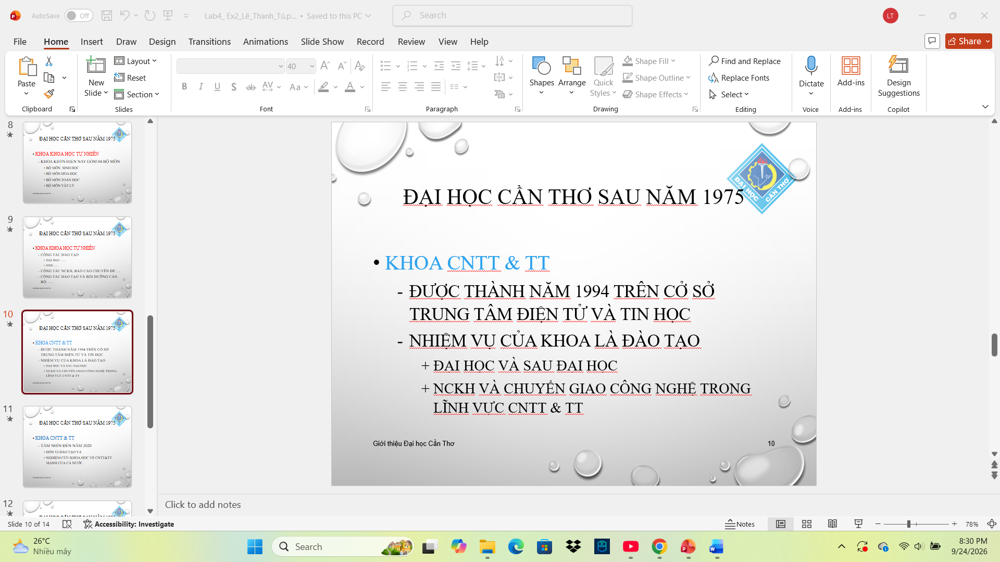 AutoSave Off Lab4_ Ex2_Lê_Thanh_Tú.p... • Saved to this PC Search LT
File Home Insert Draw Design Transitions Animations Slide Show Record Review View Help Share
Paste Clipboard
New Slide Layout Reset Section Slides
40 Font
Paragraph
Shapes Arrange Quick Styles Shape Fill Shape Outline Shape Effects Drawing
Find and Replace Replace Fonts Select Editing
Dictate Voice
Add-ins Add-ins
Design Suggestions Copilot
8
ĐẠI HỌC CẦN THƠ SAU NĂM 1975
• KHOA KHOA HỌC TỰ NHIÊN
- KHOA KHTN HIỆN NAY GỒM 04 BỘ MÔN
+ BỘ MÔN SINH HỌC
+ BỘ MÔN HÓA HỌC
+ BỘ MÔN TOÁN HỌC
+ BỘ MÔN VẬT LÝ
9
ĐẠI HỌC CẦN THƠ SAU NĂM 1975
• KHOA KHOA HỌC TỰ NHIÊN
- CÔNG TÁC ĐÀO TẠO
+ ĐẠI HỌC: ....
+ SĐH: ....
- CÔNG TÁC NCKH, BÁO CÁO CHUYÊN ĐỀ: ...
- CÔNG TÁC ĐÀO TẠO VÀ BỒI DƯỠNG CÁN
BỘ: ....
10
ĐẠI HỌC CẦN THƠ SAU NĂM 1975
• KHOA CNTT & TT
- ĐƯỢC THÀNH NĂM 1994 TRÊN CỞ SỞ
TRUNG TÂM ĐIỆN TỬ VÀ TIN HỌC
- NHIỆM VỤ CỦA KHOA LÀ ĐÀO TẠO
+ ĐẠI HỌC VÀ SAU ĐẠI HỌC
+ NCKH VÀ CHUYỂN GIAO CÔNG NGHỆ TRONG
LĨNH VỰC CNTT & TT
11
ĐẠI HỌC CẦN THƠ SAU NĂM 1975
• KHOA CNTT & TT
- TẦM NHÌN ĐẾN NĂM 2020
+ ĐƠN VỊ ĐÀO TẠO VÀ
+ NGHIÊM CỨU KHOA HỌC VỀ CNTT&TT
MẠNH CỦA CẢ NƯỚC
12
ĐẠI HỌC CẦN THƠ
ĐẠI HỌC CẦN THƠ SAU NĂM 1975
• KHOA CNTT & TT
- ĐƯỢC THÀNH NĂM 1994 TRÊN CỞ SỞ
TRUNG TÂM ĐIỆN TỬ VÀ TIN HỌC
- NHIỆM VỤ CỦA KHOA LÀ ĐÀO TẠO
+ ĐẠI HỌC VÀ SAU ĐẠI HỌC
+ NCKH VÀ CHUYỂN GIAO CÔNG NGHỆ TRONG
LĨNH VỰC CNTT & TT
Giới thiệu Đại học Cần Thơ 10
Click to add notes
Slide 10 of 14 Accessibility: Investigate Notes 78%
26°C
Nhiều mây
Search
8:30 PM
9/24/2026